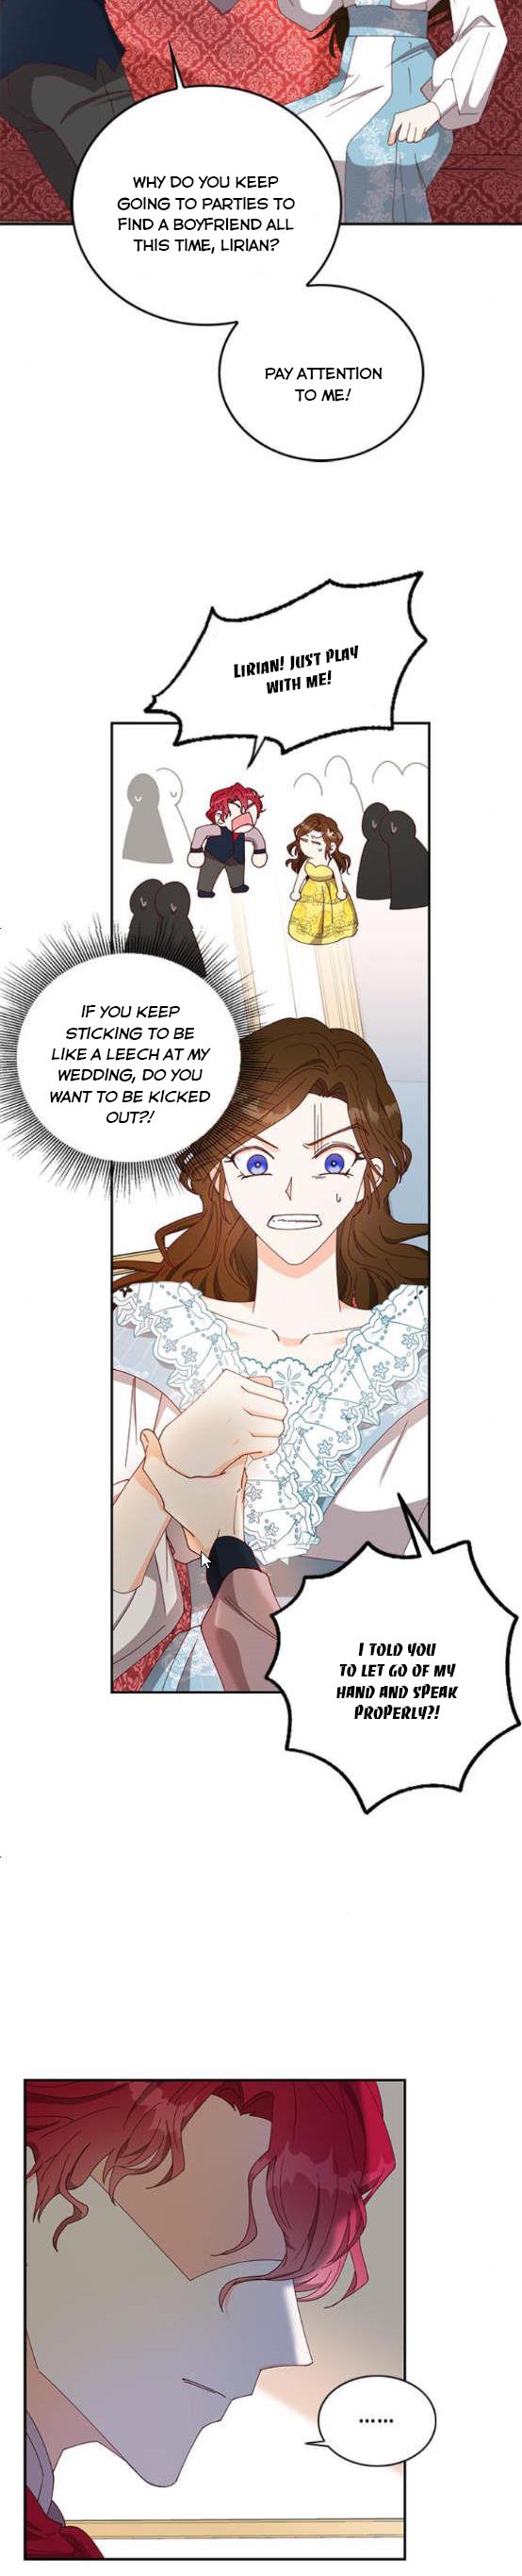 WHY DO YOU KEEP
GOING TO PARTIES TO
FIND A BOYFRIEND ALL
THIS TIME, LIRIAN?
PAY ATTENTION
TO ME!
LIRIAN! JUST PLAY
WITH ME!
IF YOU KEEP
STICKING TO BE
LIKE A LEECH AT MY
WEDDING, DO YOU
WANT TO BE KICKED
OUT?!
I TOLD YOU
TO LET GO OF MY
HAND AND SPEAK
PROPERLY?!
......